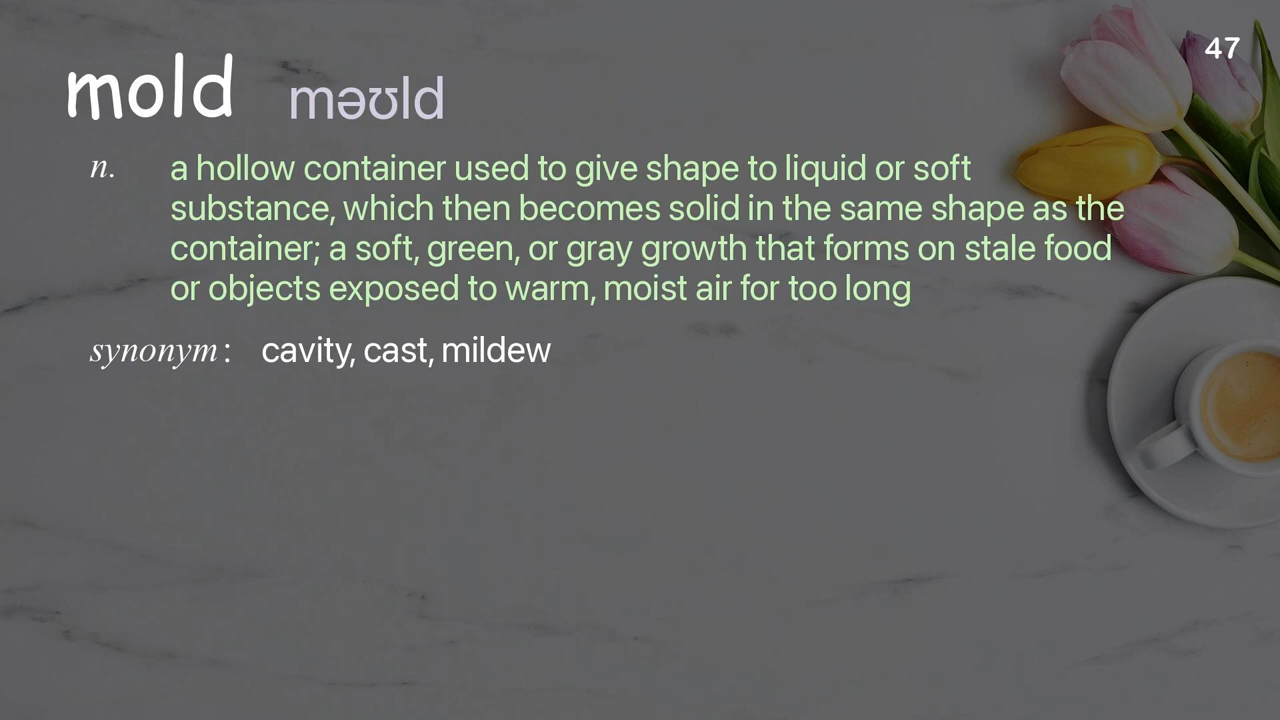 47
mold məʊld
n. a hollow container used to give shape to liquid or soft
substance, which then becomes solid in the same shape as the
container; a soft, green, or gray growth that forms on stale food
or objects exposed to warm, moist air for too long
synonym: cavity, cast, mildew